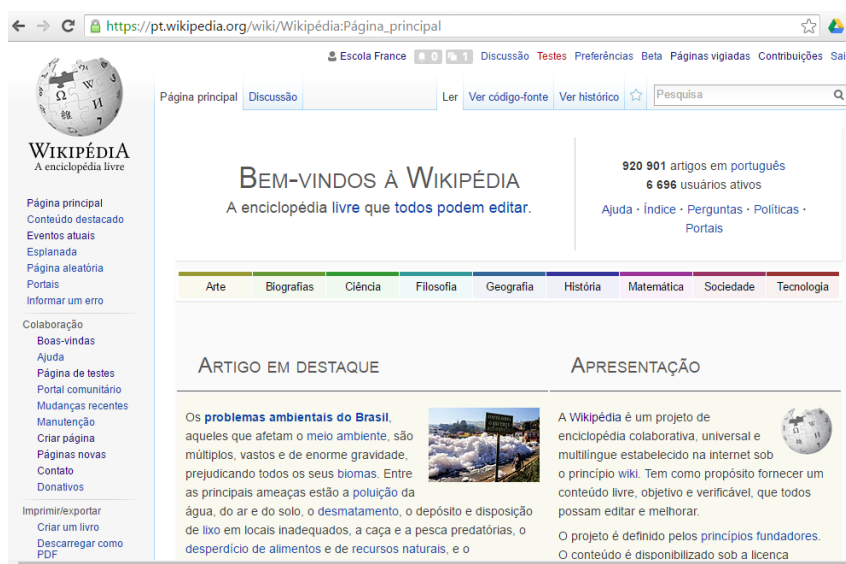 https://pt.wikipedia.org/wiki/Wikipédia:Página_principal
Escola France 0 1 Discussão Testes Preferências Beta Páginas vigiadas Contribuições Sai
Página principal Discussão Ler Ver código-fonte Ver histórico Pesquisa
WIKIPÉDIA
A enciclopédia livre
Página principal
Conteúdo destacado
Eventos atuais
Esplanada
Página aleatória
Portais
Informar um erro
Colaboração
Boas-vindas
Ajuda
Página de testes
Portal comunitário
Mudanças recentes
Manutenção
Criar página
Páginas novas
Contato
Donativos
Imprimir/exportar
Criar um livro
Descarregar como
PDF
BEM-VINDOS À WIKIPÉDIA
A enciclopédia livre que todos podem editar.
920 901 artigos em português
6 696 usuários ativos
Ajuda · Índice · Perguntas · Políticas ·
Portais
Arte Biografias Ciência Filosofia Geografia História Matemática Sociedade Tecnologia
ARTIGO EM DESTAQUE
Os problemas ambientais do Brasil,
aqueles que afetam o meio ambiente, são
múltiplos, vastos e de enorme gravidade,
prejudicando todos os seus biomas. Entre
as principais ameaças estão a poluição da
água, do ar e do solo, o desmatamento, o depósito e disposição
de lixo em locais inadequados, a caça e a pesca predatórias, o
desperdício de alimentos e de recursos naturais, e o
APRESENTAÇÃO
A Wikipédia é um projeto de
enciclopédia colaborativa, universal e
multilíngue estabelecido na internet sob
o princípio wiki. Tem como propósito fornecer um
conteúdo livre, objetivo e verificável, que todos
possam editar e melhorar.
O projeto é definido pelos princípios fundadores.
O conteúdo é disponibilizado sob a licença